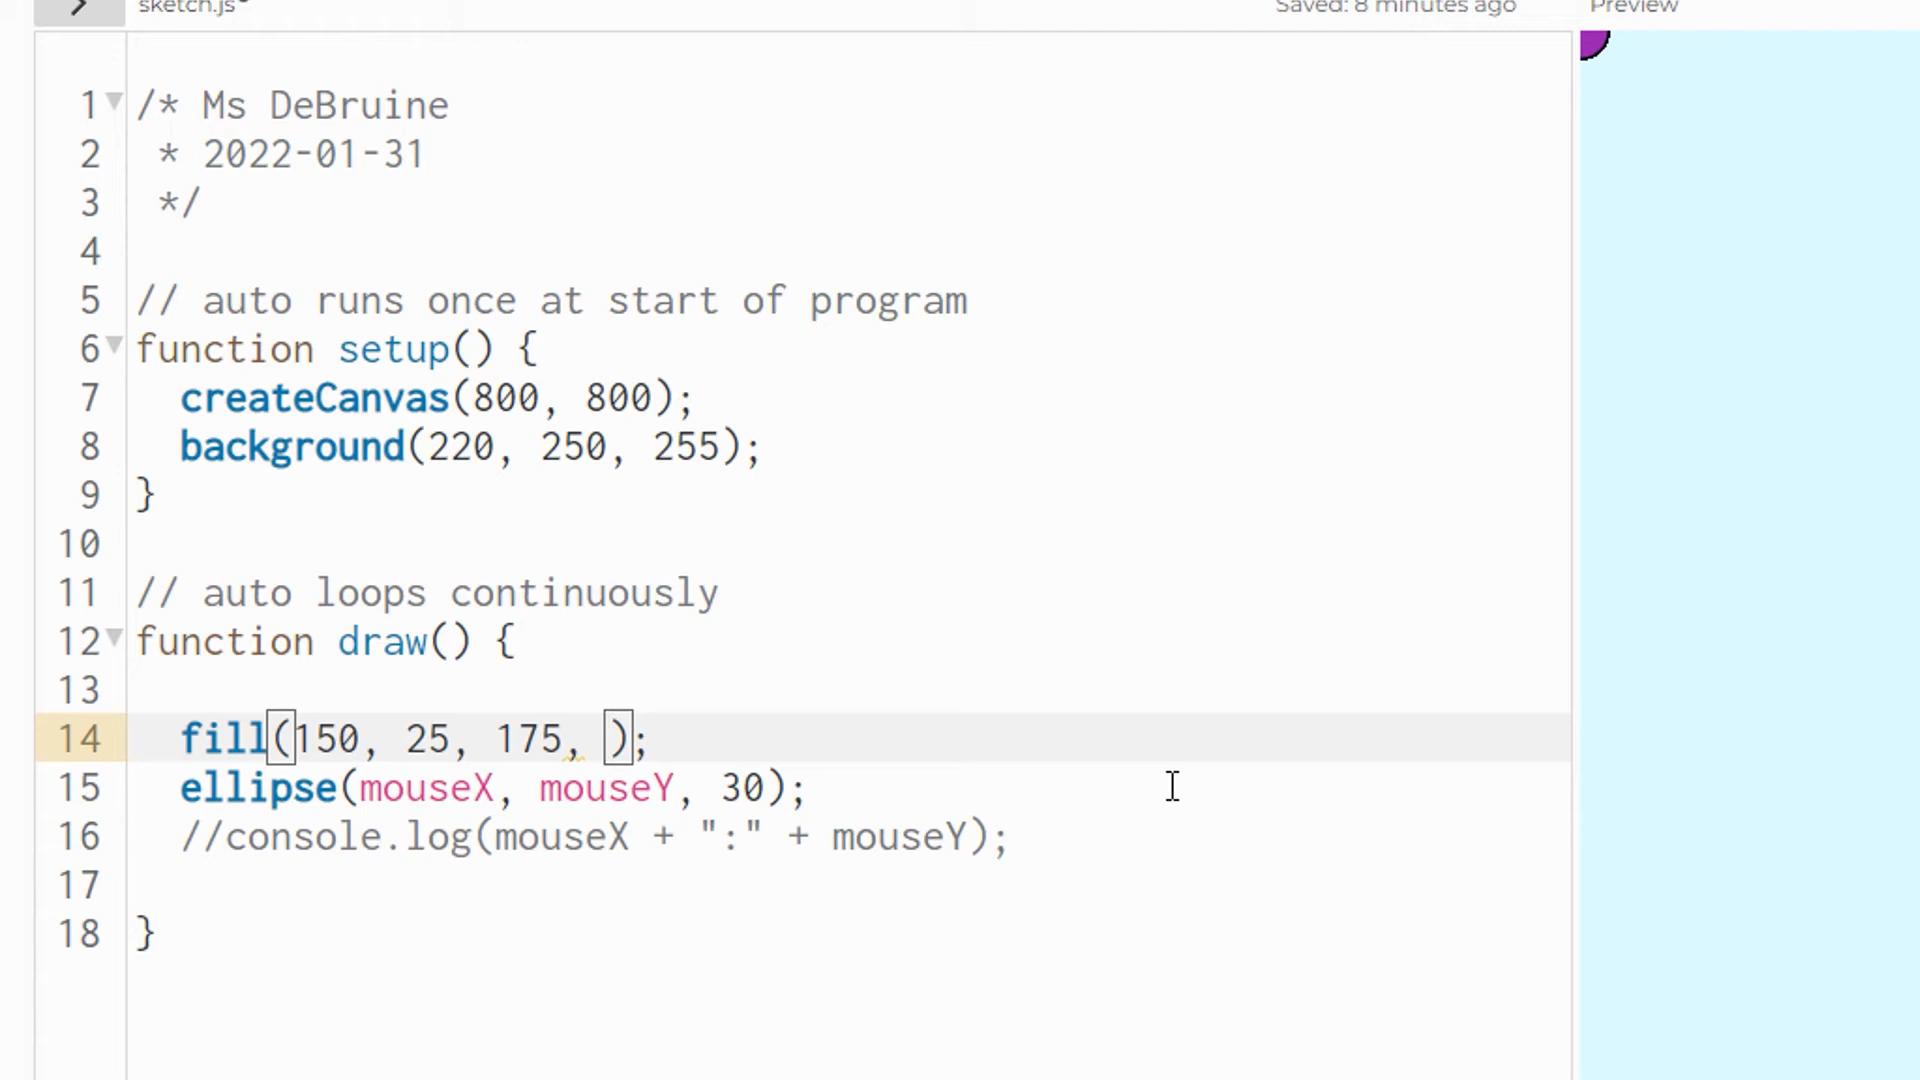 sketch.js•
Saved: 8 minutes ago
Preview
1 /* Ms DeBruine
2  * 2022-01-31
3  */
4
5 // auto runs once at start of program
6 function setup() {
7   createCanvas(800, 800);
8   background(220, 250, 255);
9 }
10
11 // auto loops continuously
12 function draw() {
13
14   fill(150, 25, 175, );
15   ellipse(mouseX, mouseY, 30);
16   //console.log(mouseX + ":" + mouseY);
17
18 }